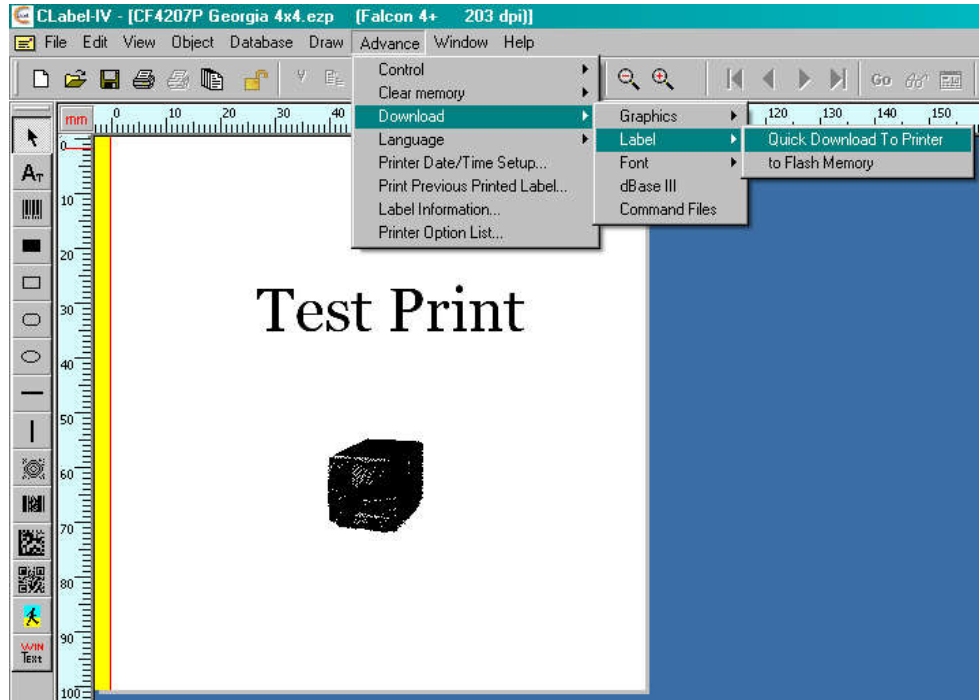 CLabel-IV - [CF4207P Georgia 4x4.ezp (Falcon 4+ 203 dpi)]
File Edit View Object Database Draw Advance Window Help
Go
Control
Clear memory
Download
Language
Printer Date/Time Setup...
Print Previous Printed Label...
Label Information...
Printer Option List...
Graphics
Label
Font
dBase III
Command Files
Quick Download To Printer
to Flash Memory
mm 0 10 20 30 40 120 130 140 150
0
10
20
30
40
50
60
70
80
90
100
AT
WIN
TEXT
Test Print